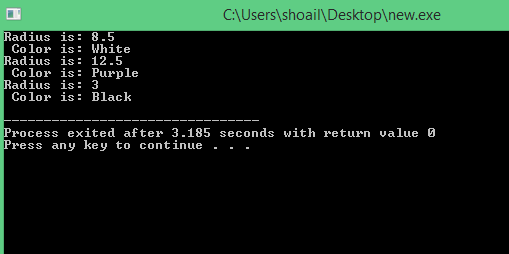 C:\Users\shoail\Desktop\new.exe
Radius is: 8.5
 Color is: White
Radius is: 12.5
 Color is: Purple
Radius is: 3
 Color is: Black
--------------------------------
Process exited after 3.185 seconds with return value 0
Press any key to continue . . .